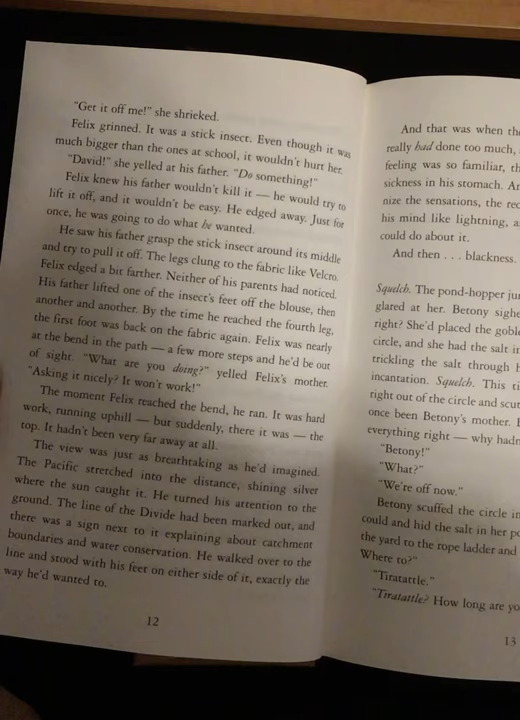 "Get it off me!" she shrieked.
Felix grinned. It was a stick insect. Even though it was
much bigger than the ones at school, it wouldn't hurt her.
"David!" she yelled at his father. "Do something!"
Felix knew his father wouldn't kill it — he would try to
lift it off, and it wouldn't be easy. He edged away. Just for
once, he was going to do what he wanted.
He saw his father grasp the stick insect around its middle
and try to pull it off. The legs clung to the fabric like Velcro.
Felix edged a bit farther. Neither of his parents had noticed.
His father lifted one of the insect's feet off the blouse, then
another and another. By the time he reached the fourth leg,
the first foot was back on the fabric again. Felix was nearly
at the bend in the path — a few more steps and he'd be out
of sight. "What are you doing?" yelled Felix's mother.
"Asking it nicely? It won't work!"
The moment Felix reached the bend, he ran. It was hard
work, running uphill — but suddenly, there it was — the
top. It hadn't been very far away at all.
The view was just as breathtaking as he'd imagined.
The Pacific stretched into the distance, shining silver
where the sun caught it. He turned his attention to the
ground. The line of the Divide had been marked out, and
there was a sign next to it explaining about catchment
boundaries and water conservation. He walked over to the
line and stood with his feet on either side of it, exactly the
way he'd wanted to.
12
And that was when the
really had done too much,
feeling was so familiar, th
sickness in his stomach. Ar
nize the sensations, the rec
his mind like lightning, a
could do about it.
And then . . . blackness.
Squelch. The pond-hopper jur
glared at her. Betony sighe
right? She'd placed the goble
circle, and she had the salt i
trickling the salt through h
incantation. Squelch. This ti
right out of the circle and scut
once been Betony's mother. B
everything right — why hadn
"Betony!"
"What?"
"We're off now."
Betony scuffed the circle in
could and hid the salt in her po
the yard to the rope ladder and
Where to?"
"Tiratattle."
"Tiratattle? How long are yo
13